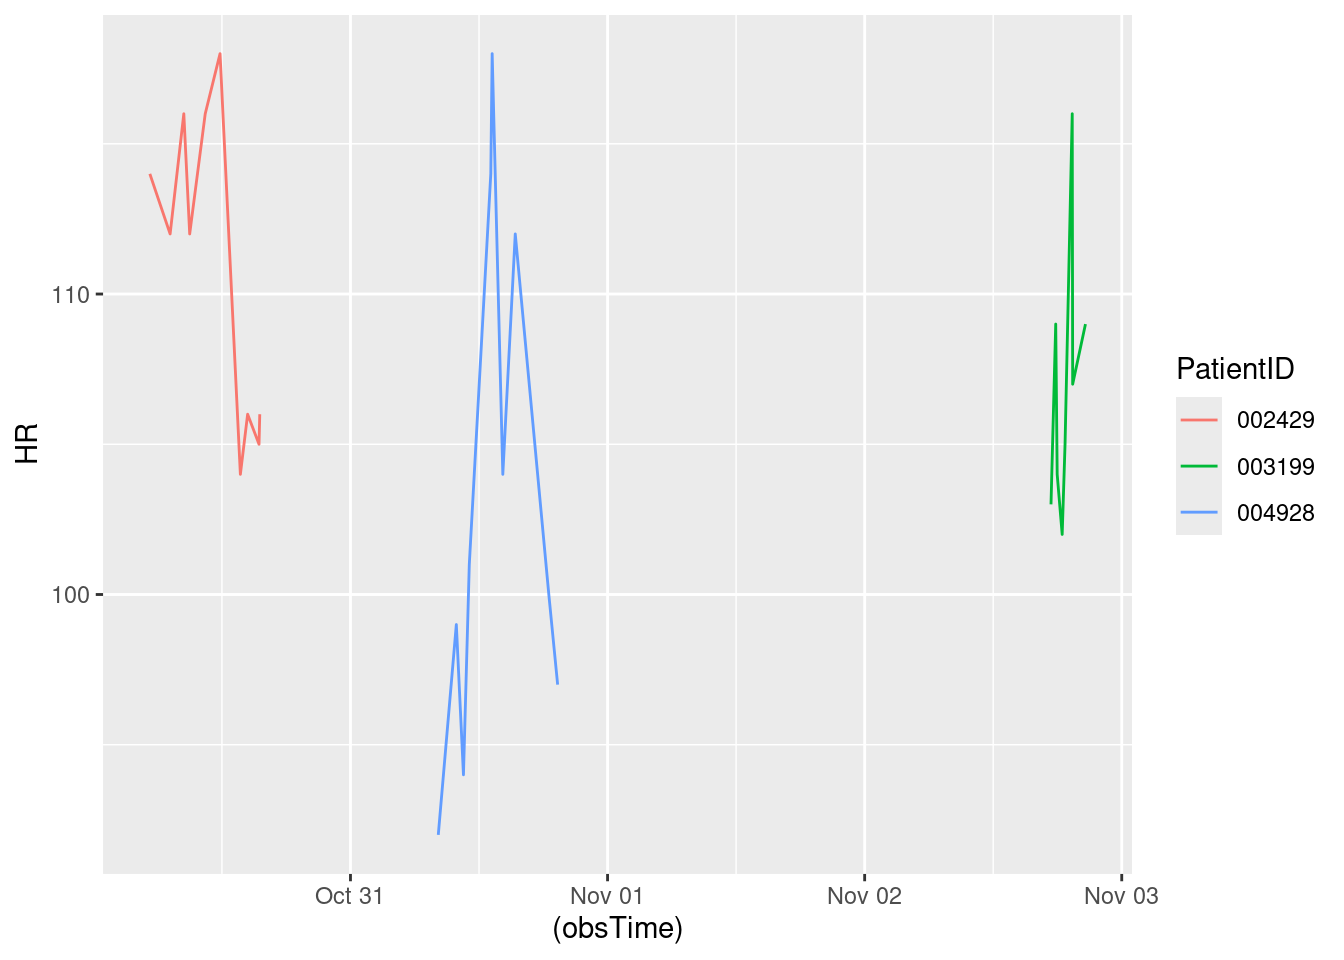 HR
110
100
Oct 31
Nov 01
Nov 02
Nov 03
(obsTime)
PatientID
002429
003199
004928